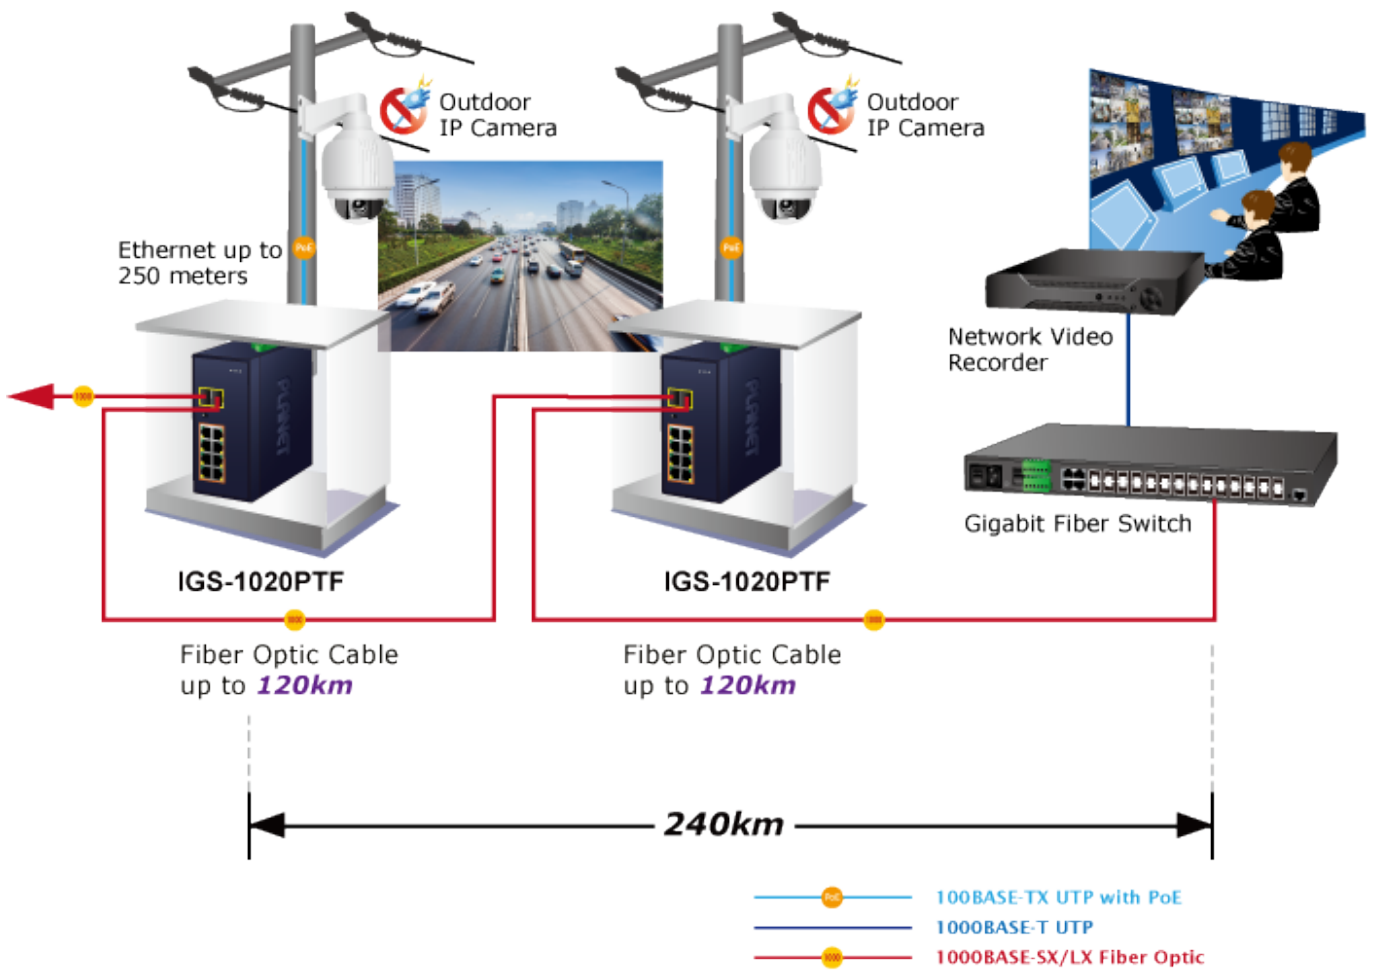 Outdoor
IP Camera
Outdoor
IP Camera
Ethernet up to
250 meters
PoE
PoE
Network Video
Recorder
PLANET
PLANET
Gigabit Fiber Switch
IGS-1020PTF
IGS-1020PTF
Fiber Optic Cable
up to 120km
Fiber Optic Cable
up to 120km
240km
PoE
100BASE-TX UTP with PoE
1000BASE-T UTP
1000
1000BASE-SX/LX Fiber Optic